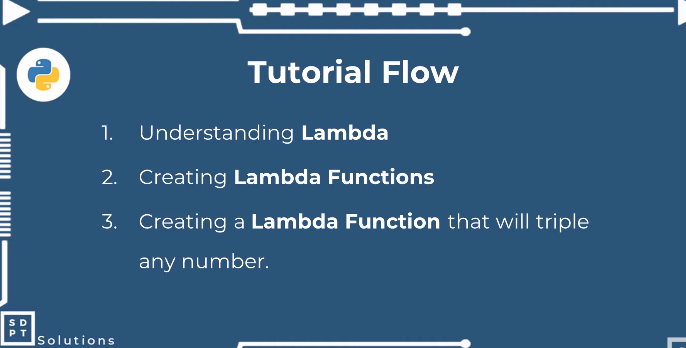 Tutorial Flow
1. Understanding Lambda
2. Creating Lambda Functions
3. Creating a Lambda Function that will triple
any number.
S D
P T
Solutions